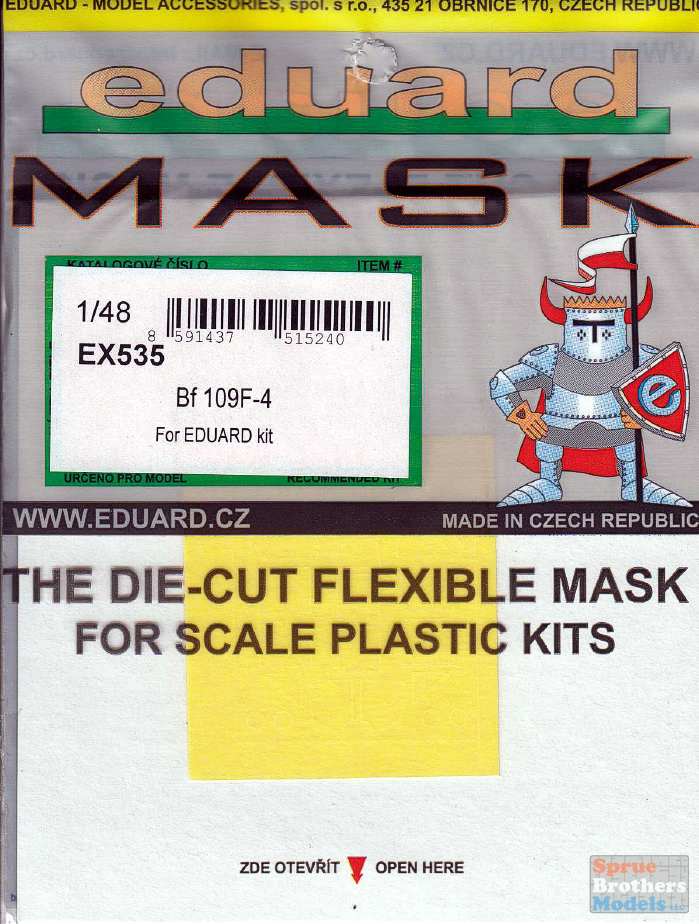 EDUARD - MODEL ACCESSORIES, spol. s r.o., 435 21 OBRNICE 170, CZECH REPUBLIC
eduard
MASK
KATALOGOVÉ ČÍSLO ITEM #
1/48
8 591437 515240
EX535
Bf 109F-4
For EDUARD kit
URČENO PRO MODEL RECOMMENDED KIT
e
WWW.EDUARD.CZ MADE IN CZECH REPUBLIC
THE DIE-CUT FLEXIBLE MASK
FOR SCALE PLASTIC KITS
ZDE OTEVŘÍT OPEN HERE
Sprue
Brothers
Models